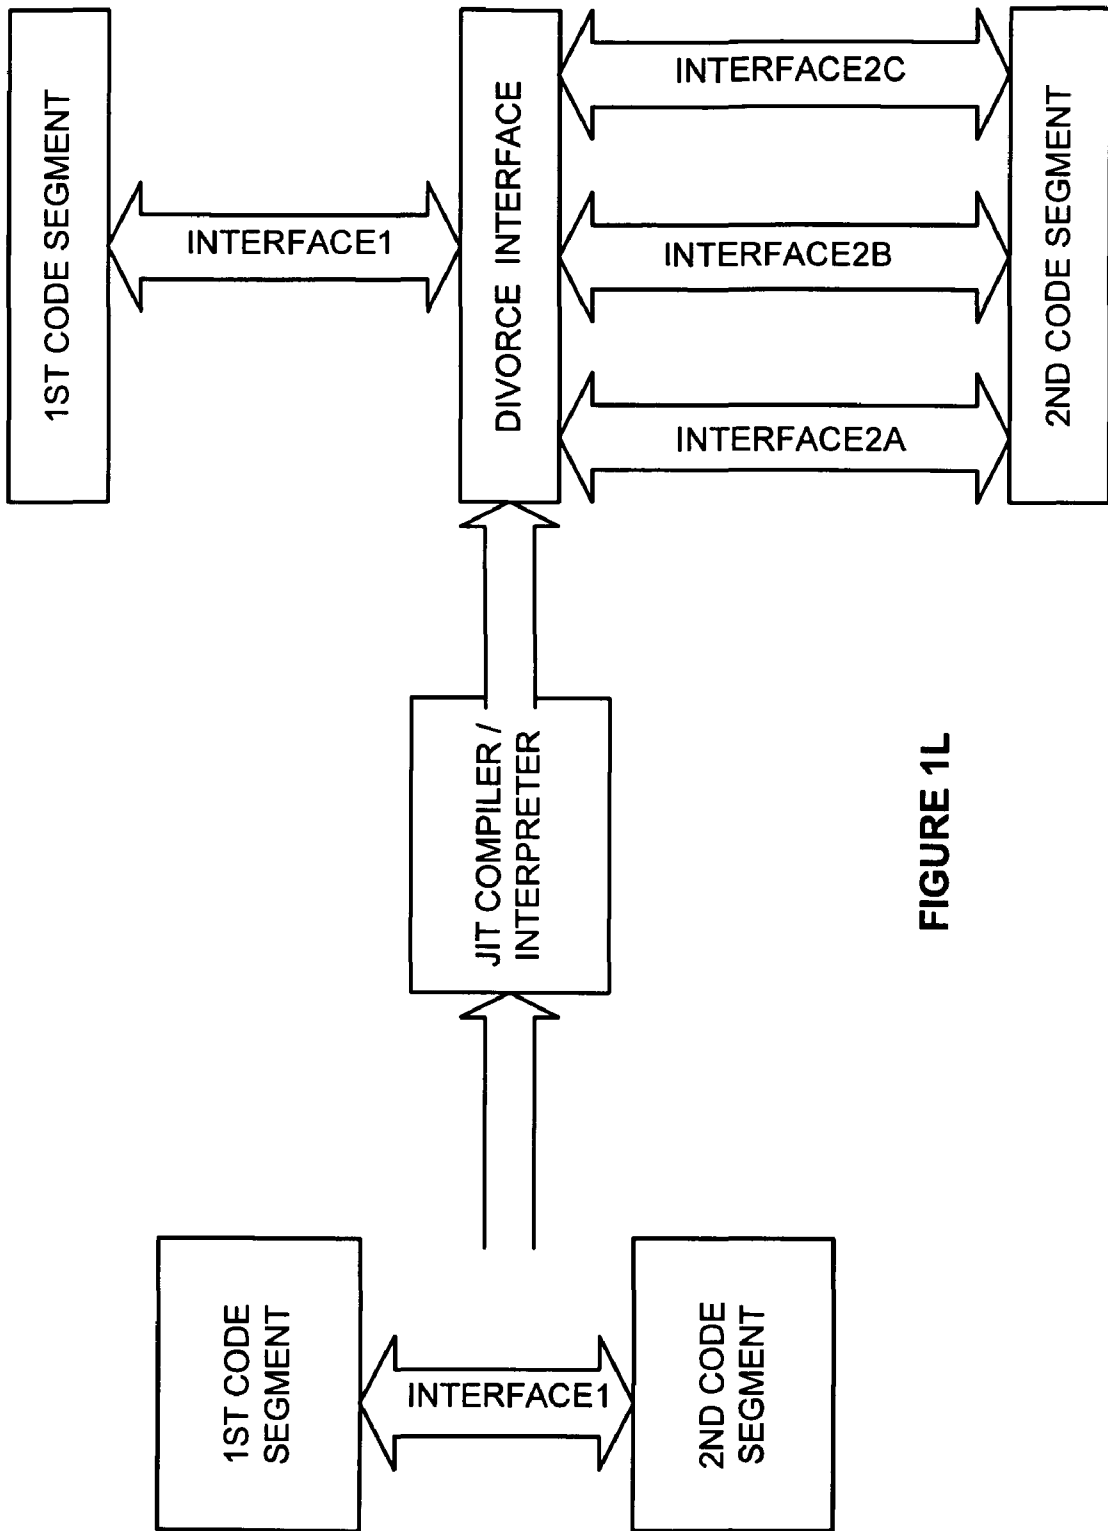 1ST CODE SEGMENT
INTERFACE1
DIVORCE INTERFACE
INTERFACE2A
INTERFACE2B
INTERFACE2C
2ND CODE SEGMENT
JIT COMPILER /
INTERPRETER
1ST CODE
SEGMENT
INTERFACE1
2ND CODE
SEGMENT
FIGURE 1L